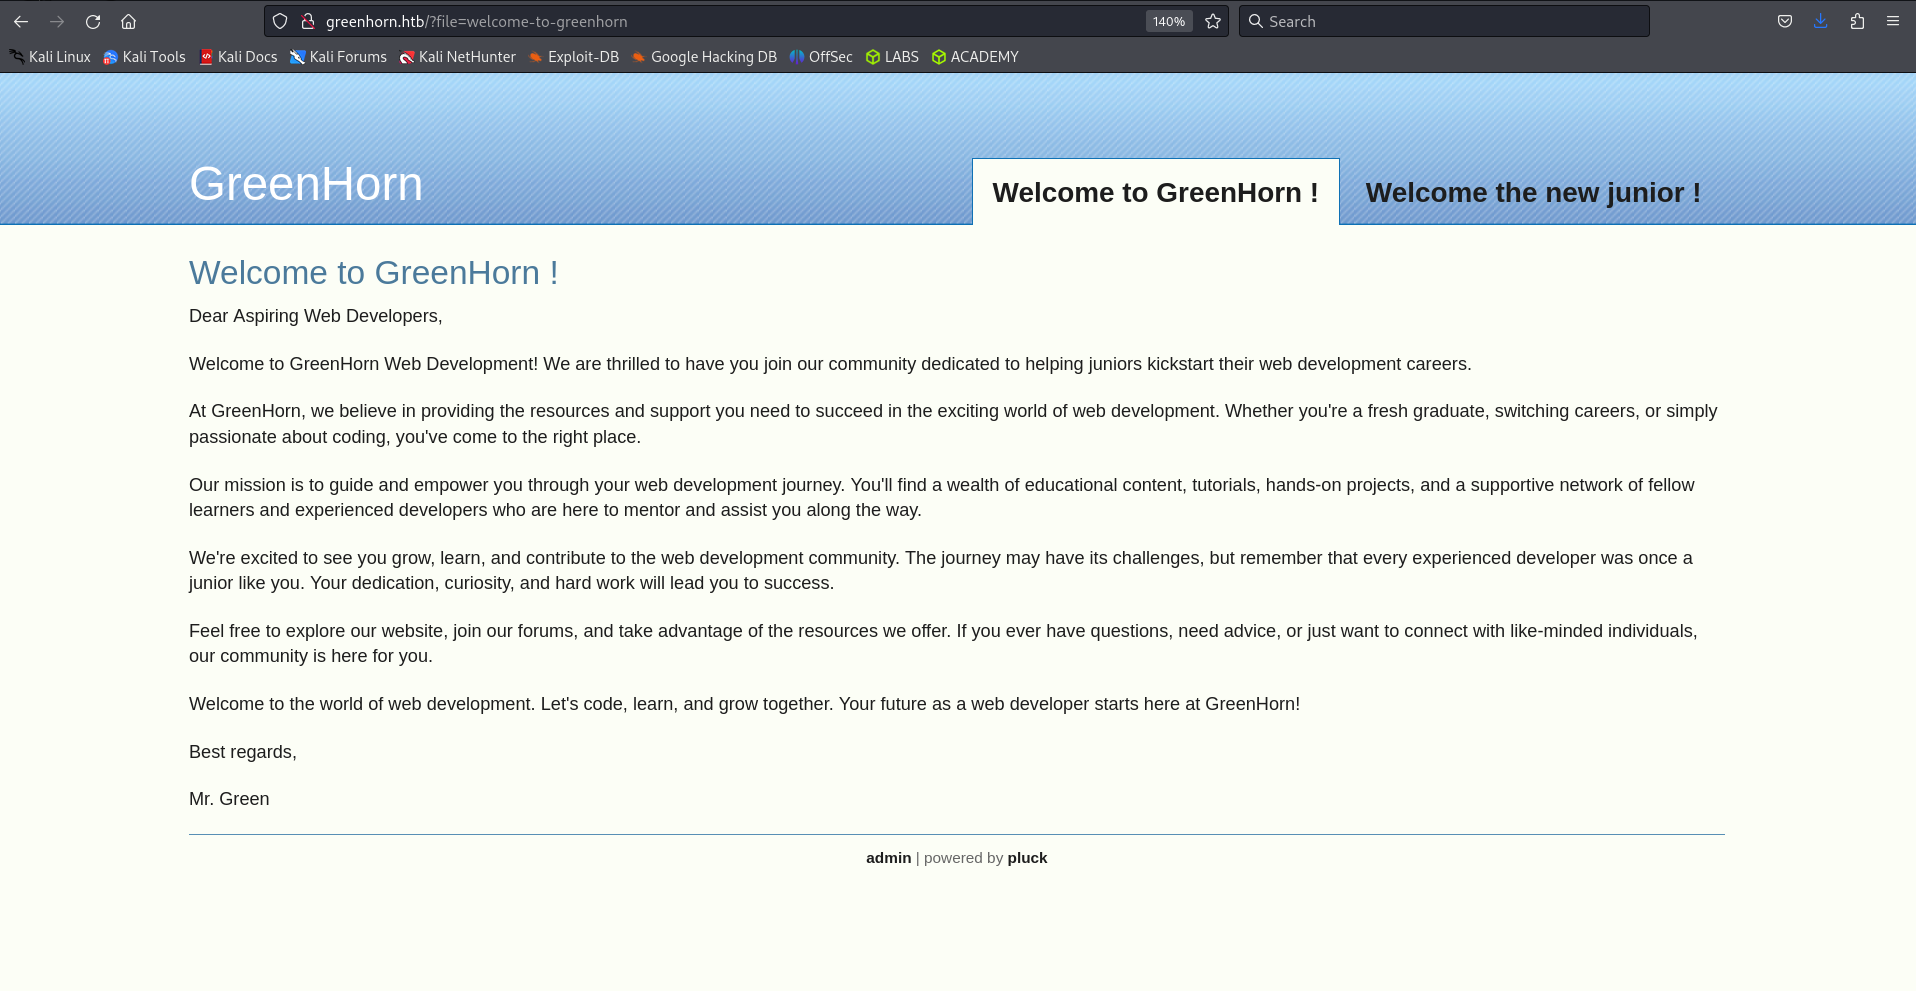 greenhorn.htb/?file=welcome-to-greenhorn 140% Search
Kali Linux Kali Tools Kali Docs Kali Forums Kali NetHunter Exploit-DB Google Hacking DB OffSec LABS ACADEMY
GreenHorn Welcome to GreenHorn ! Welcome the new junior !
Welcome to GreenHorn !
Dear Aspiring Web Developers,
Welcome to GreenHorn Web Development! We are thrilled to have you join our community dedicated to helping juniors kickstart their web development careers.
At GreenHorn, we believe in providing the resources and support you need to succeed in the exciting world of web development. Whether you're a fresh graduate, switching careers, or simply
passionate about coding, you've come to the right place.
Our mission is to guide and empower you through your web development journey. You'll find a wealth of educational content, tutorials, hands-on projects, and a supportive network of fellow
learners and experienced developers who are here to mentor and assist you along the way.
We're excited to see you grow, learn, and contribute to the web development community. The journey may have its challenges, but remember that every experienced developer was once a
junior like you. Your dedication, curiosity, and hard work will lead you to success.
Feel free to explore our website, join our forums, and take advantage of the resources we offer. If you ever have questions, need advice, or just want to connect with like-minded individuals,
our community is here for you.
Welcome to the world of web development. Let's code, learn, and grow together. Your future as a web developer starts here at GreenHorn!
Best regards,
Mr. Green
admin | powered by pluck